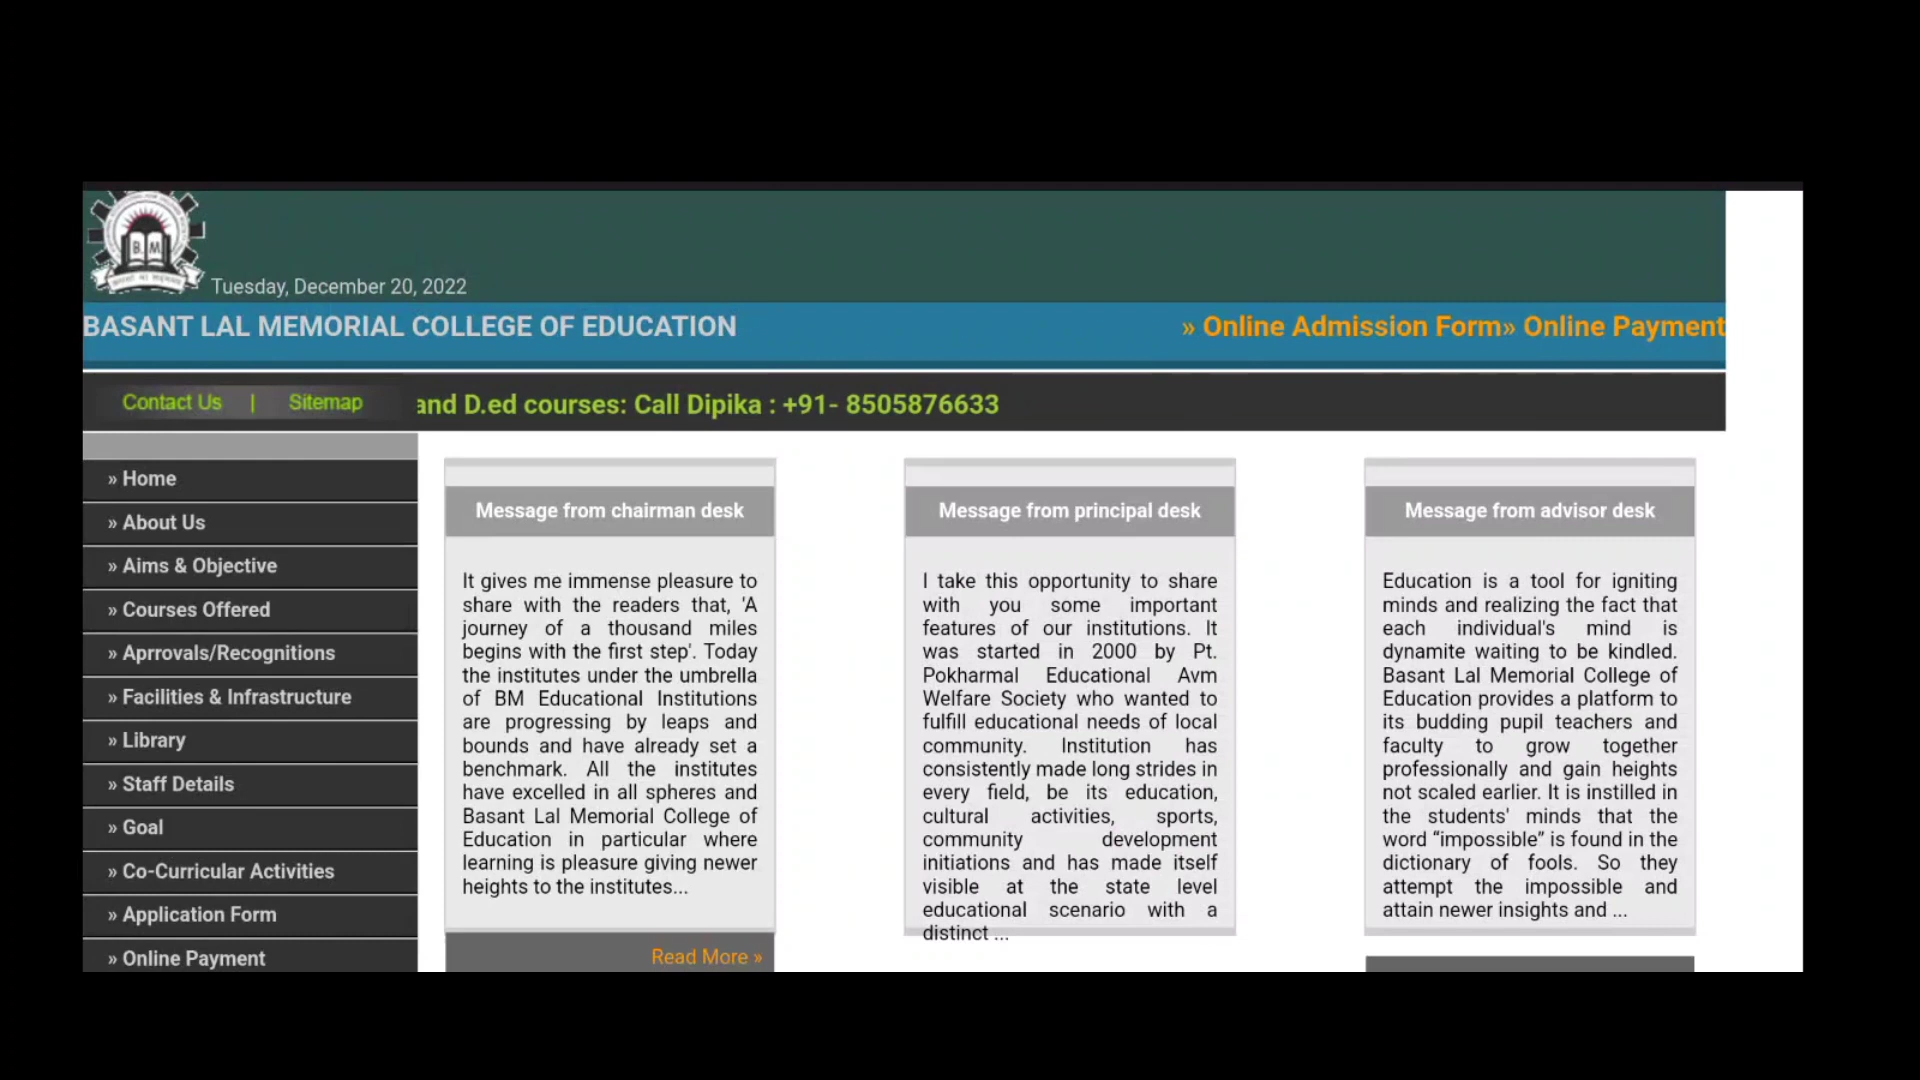 B M
Tuesday, December 20, 2022
BASANT LAL MEMORIAL COLLEGE OF EDUCATION
» Online Admission Form» Online Payment
Contact Us | Sitemap
and D.ed courses: Call Dipika : +91- 8505876633
» Home
» About Us
» Aims & Objective
» Courses Offered
» Aprrovals/Recognitions
» Facilities & Infrastructure
» Library
» Staff Details
» Goal
» Co-Curricular Activities
» Application Form
» Online Payment
Message from chairman desk
It gives me immense pleasure to
share with the readers that, 'A
journey of a thousand miles
begins with the first step'. Today
the institutes under the umbrella
of BM Educational Institutions
are progressing by leaps and
bounds and have already set a
benchmark. All the institutes
have excelled in all spheres and
Basant Lal Memorial College of
Education in particular where
learning is pleasure giving newer
heights to the institutes...
Read More »
Message from principal desk
I take this opportunity to share
with you some important
features of our institutions. It
was started in 2000 by Pt.
Pokharmal Educational Avm
Welfare Society who wanted to
fulfill educational needs of local
community. Institution has
consistently made long strides in
every field, be its education,
cultural activities, sports,
community development
initiations and has made itself
visible at the state level
educational scenario with a
distinct ...
Message from advisor desk
Education is a tool for igniting
minds and realizing the fact that
each individual's mind is
dynamite waiting to be kindled.
Basant Lal Memorial College of
Education provides a platform to
its budding pupil teachers and
faculty to grow together
professionally and gain heights
not scaled earlier. It is instilled in
the students' minds that the
word “impossible” is found in the
dictionary of fools. So they
attempt the impossible and
attain newer insights and ...